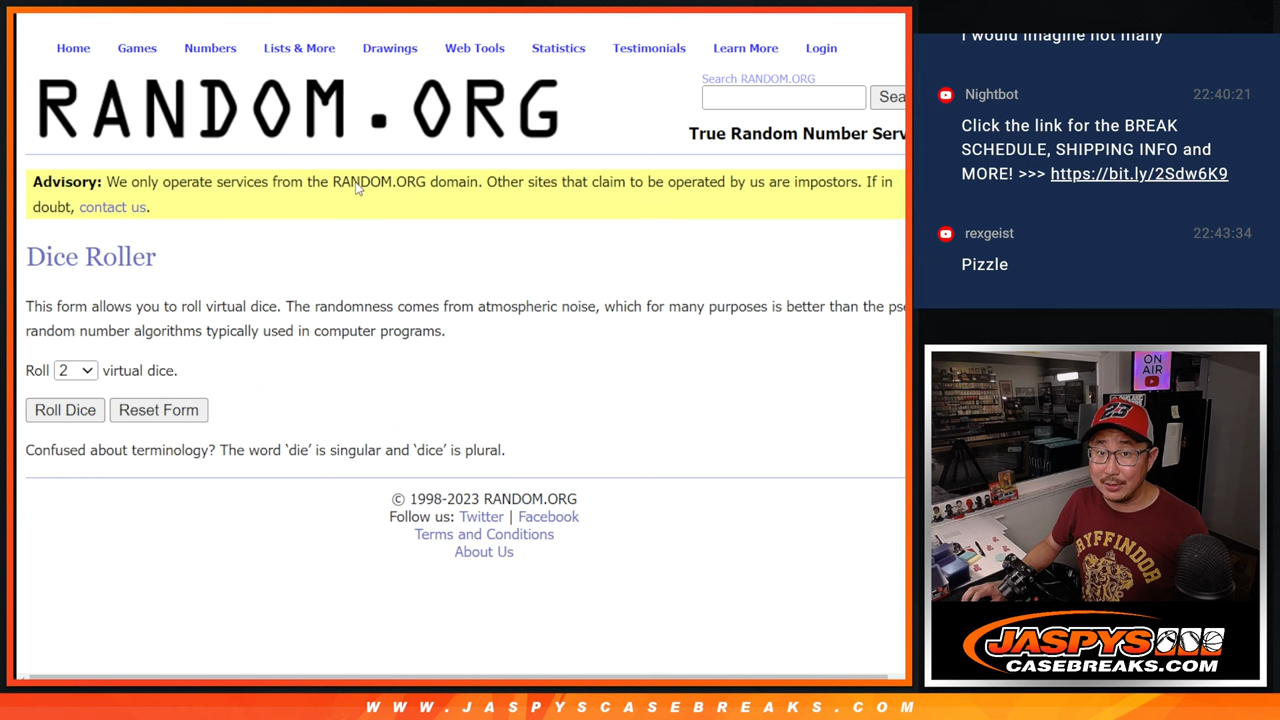 Home Games Numbers Lists & More Drawings Web Tools Statistics Testimonials Learn More Login
RANDOM.ORG
Search RANDOM.ORG
Sea
True Random Number Serv
Advisory: We only operate services from the RANDOM.ORG domain. Other sites that claim to be operated by us are impostors. If in
doubt, contact us.
Dice Roller
This form allows you to roll virtual dice. The randomness comes from atmospheric noise, which for many purposes is better than the pse
random number algorithms typically used in computer programs.
Roll 2 virtual dice.
Roll Dice Reset Form
Confused about terminology? The word ‘die’ is singular and ‘dice’ is plural.
© 1998-2023 RANDOM.ORG
Follow us: Twitter | Facebook
Terms and Conditions
About Us
I would imagine not many
Nightbot 22:40:21
Click the link for the BREAK
SCHEDULE, SHIPPING INFO and
MORE! >>> https://bit.ly/2Sdw6K9
rexgeist 22:43:34
Pizzle
ON
AIR
23
GRYFFINDOR
JASPYS
CASEBREAKS.COM
WWW.JASPYSCASEBREAKS.COM